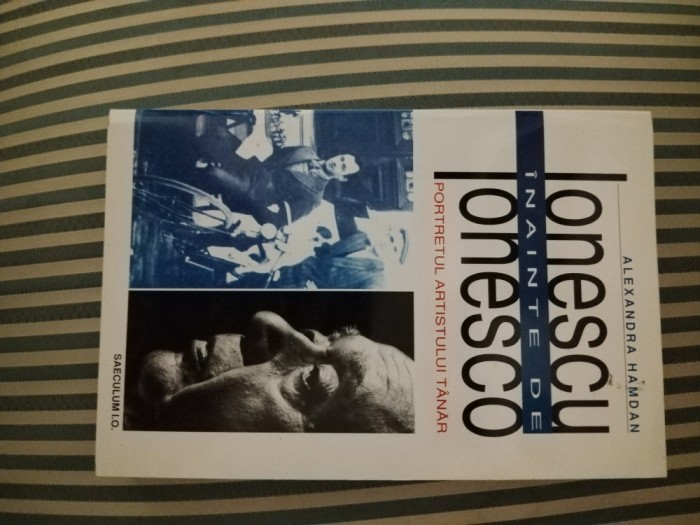 ALEXANDRA HAMDAN
Ionescu
ÎNAINTE DE
Ionesco
PORTRETUL ARTISTULUI TÂNĂR
SAECULUM I.O.